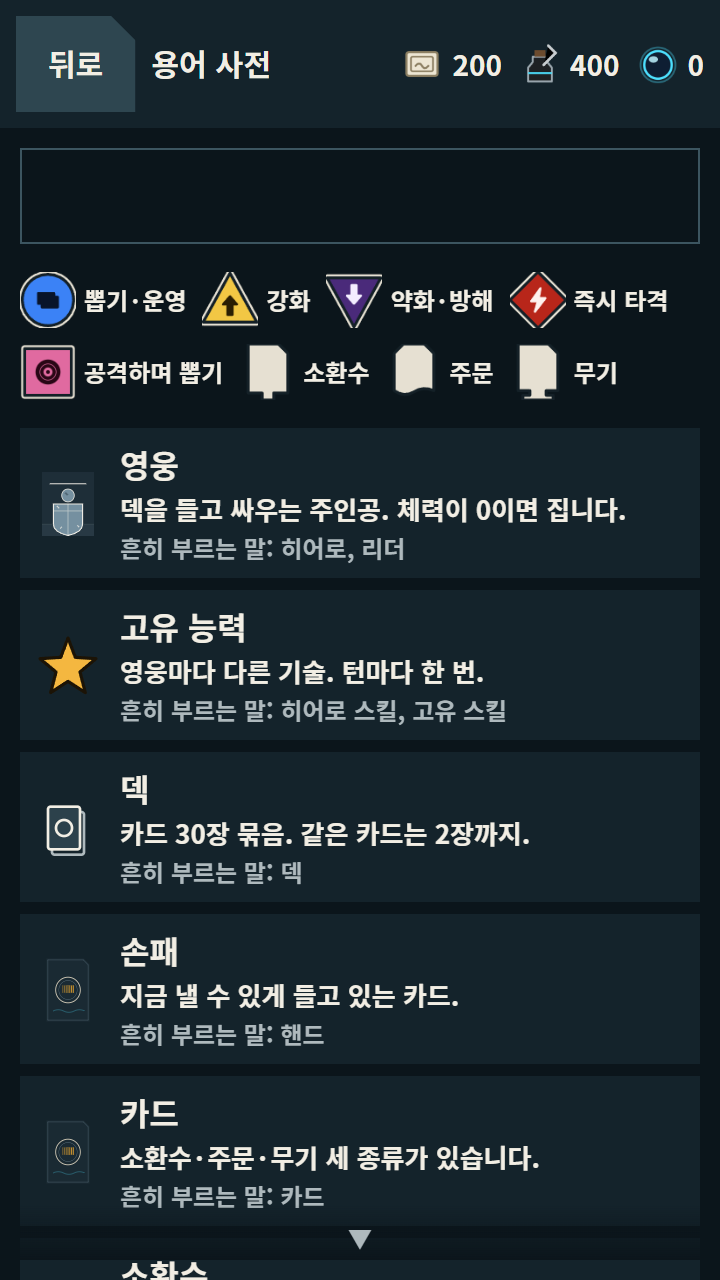 뒤로 용어 사전 200 400 0
뽑기·운영 강화 약화·방해 즉시 타격
공격하며 뽑기 소환수 주문 무기
영웅
덱을 들고 싸우는 주인공. 체력이 0이면 집니다.
흔히 부르는 말: 히어로, 리더
고유 능력
영웅마다 다른 기술. 턴마다 한 번.
흔히 부르는 말: 히어로 스킬, 고유 스킬
덱
카드 30장 묶음. 같은 카드는 2장까지.
흔히 부르는 말: 덱
손패
지금 낼 수 있게 들고 있는 카드.
흔히 부르는 말: 핸드
카드
소환수·주문·무기 세 종류가 있습니다.
흔히 부르는 말: 카드
소환수